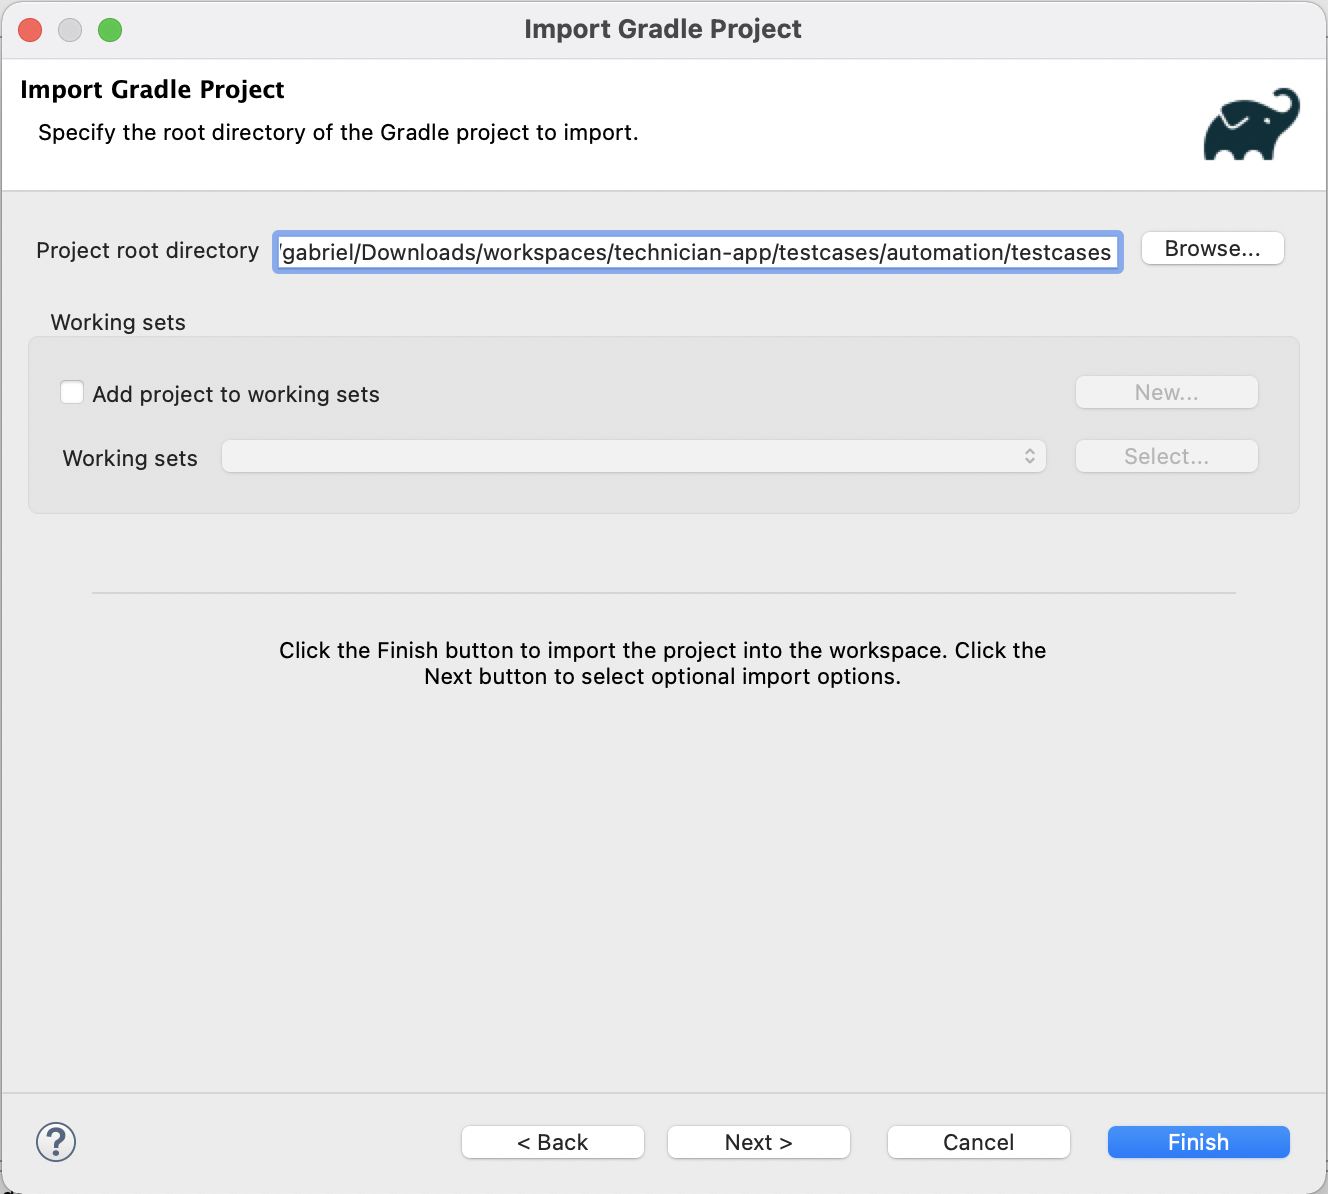 Import Gradle Project
Import Gradle Project
Specify the root directory of the Gradle project to import.
Project root directory /gabriel/Downloads/workspaces/technician-app/testcases/automation/testcases Browse...
Working sets
Add project to working sets New...
Working sets Select...
Click the Finish button to import the project into the workspace. Click the
Next button to select optional import options.
? < Back Next > Cancel Finish